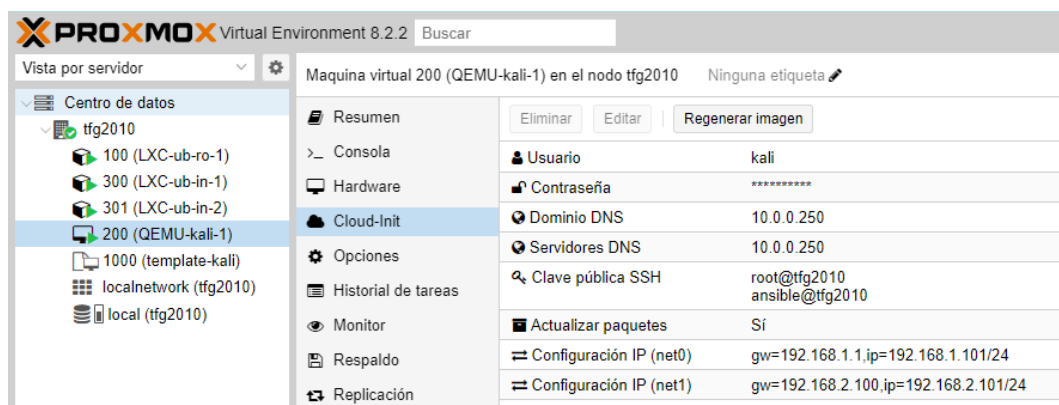 PROXMOX Virtual Environment 8.2.2 Buscar
Vista por servidor
Centro de datos
tfg2010
100 (LXC-ub-ro-1)
300 (LXC-ub-in-1)
301 (LXC-ub-in-2)
200 (QEMU-kali-1)
1000 (template-kali)
localnetwork (tfg2010)
local (tfg2010)
Maquina virtual 200 (QEMU-kali-1) en el nodo tfg2010 Ninguna etiqueta
Resumen
Consola
Hardware
Cloud-Init
Opciones
Historial de tareas
Monitor
Respaldo
Replicación
Eliminar Editar Regenerar imagen
Usuario kali
Contraseña **********
Dominio DNS 10.0.0.250
Servidores DNS 10.0.0.250
Clave pública SSH root@tfg2010
ansible@tfg2010
Actualizar paquetes Sí
Configuración IP (net0) gw=192.168.1.1,ip=192.168.1.101/24
Configuración IP (net1) gw=192.168.2.100,ip=192.168.2.101/24